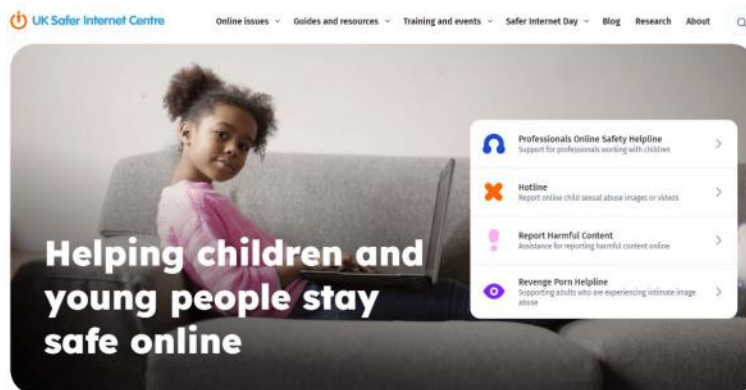 UK Safer Internet Centre
Online issues
Guides and resources
Training and events
Safer Internet Day
Blog
Research
About
Helping children and
young people stay
safe online
Professionals Online Safety Helpline
Support for professionals working with children
Hotline
Report online child sexual abuse images or videos
Report Harmful Content
Assistance for reporting harmful content online
Revenge Porn Helpline
Supporting adults who are experiencing intimate image
abuse